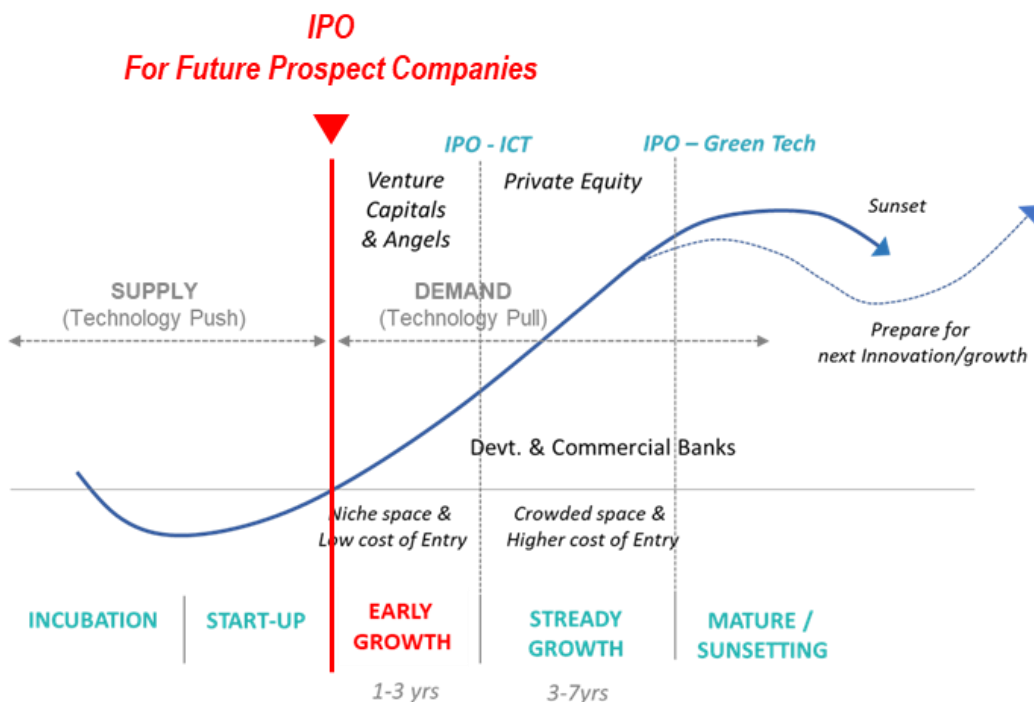 IPO
For Future Prospect Companies
IPO - ICT
IPO – Green Tech
Venture
Capitals
& Angels
Private Equity
Sunset
SUPPLY
(Technology Push)
DEMAND
(Technology Pull)
Prepare for
next Innovation/growth
Devt. & Commercial Banks
Niche space &
Low cost of Entry
Crowded space &
Higher cost of Entry
INCUBATION
START-UP
EARLY
GROWTH
STREADY
GROWTH
MATURE /
SUNSETTING
1-3 yrs
3-7yrs